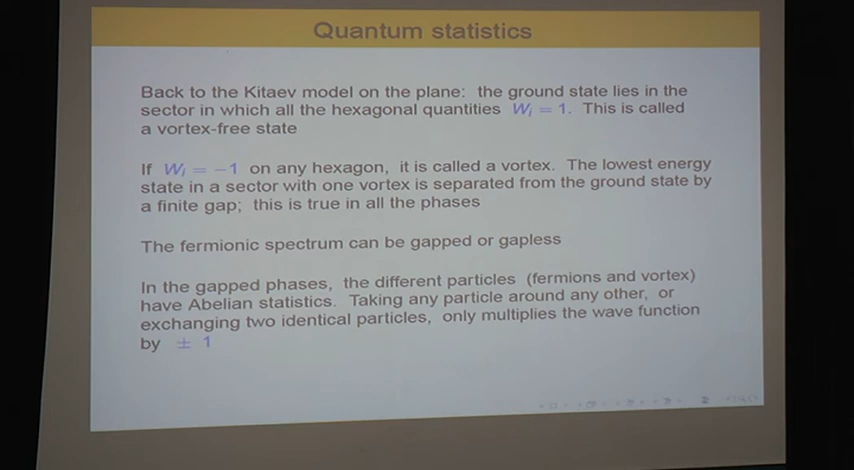 Quantum statistics
Back to the Kitaev model on the plane: the ground state lies in the
sector in which all the hexagonal quantities W_i = 1. This is called
a vortex-free state
If W_i = −1 on any hexagon, it is called a vortex. The lowest energy
state in a sector with one vortex is separated from the ground state by
a finite gap; this is true in all the phases
The fermionic spectrum can be gapped or gapless
In the gapped phases, the different particles (fermions and vortex)
have Abelian statistics. Taking any particle around any other, or
exchanging two identical particles, only multiplies the wave function
by ± 1